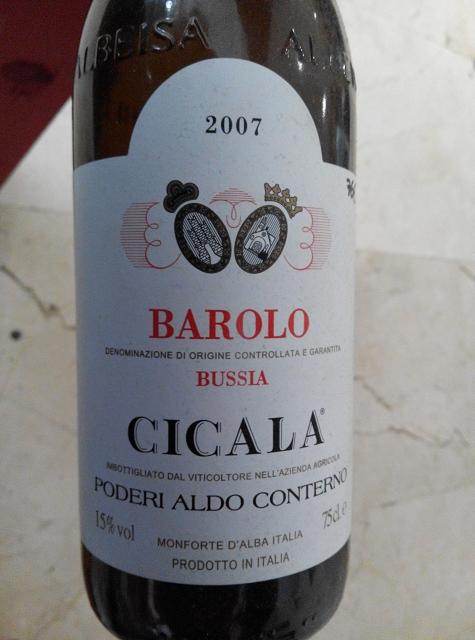 ALBEISA
2007
BAROLO
DENOMINAZIONE DI ORIGINE CONTROLLATA E GARANTITA
BUSSIA
CICALA®
IMBOTTIGLIATO DAL VITICOLTORE NELL'AZIENDA AGRICOLA
PODERI ALDO CONTERNO
15% vol 75cl. e
MONFORTE D'ALBA ITALIA
PRODOTTO IN ITALIA